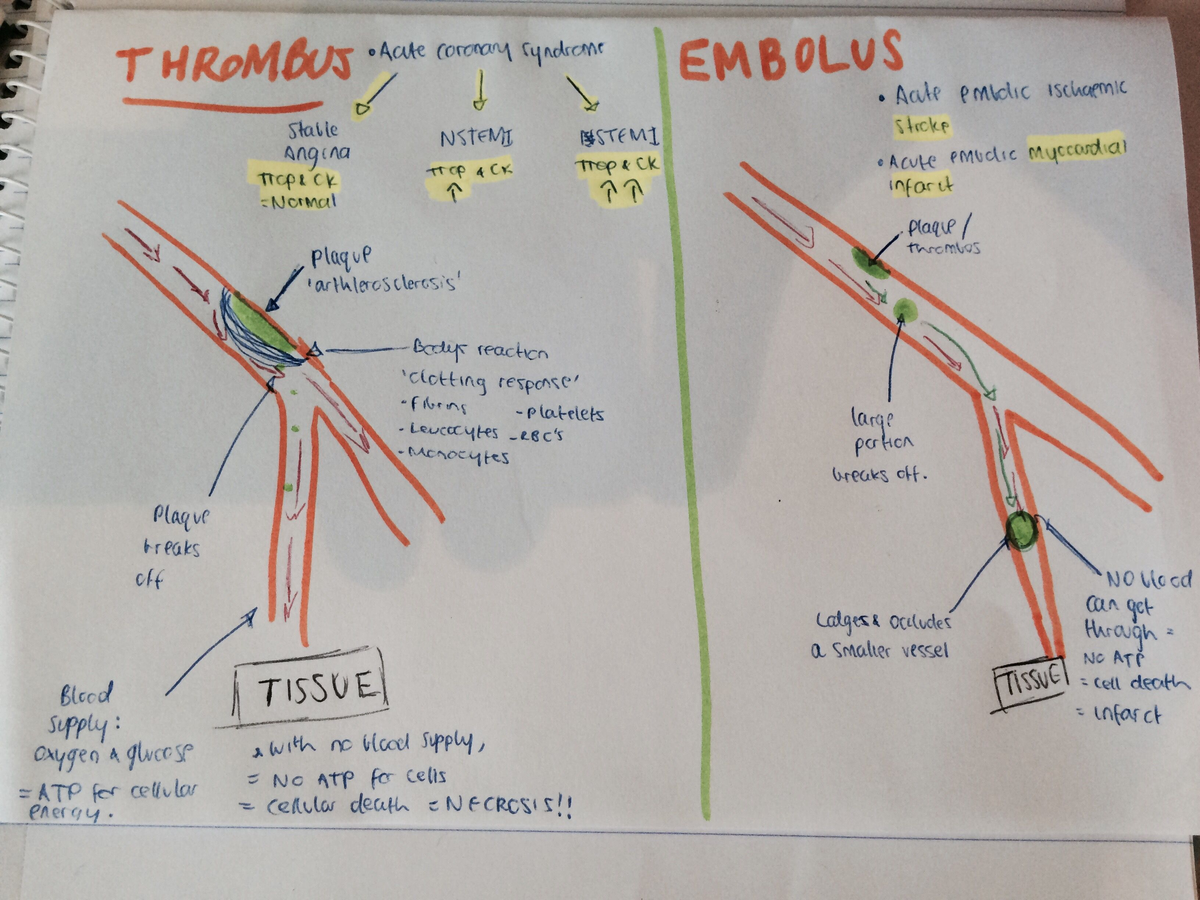 THROMBUS
• Acute coronary syndrome
Stable
Angina
Trop & CK
=Normal
NSTEMI
Trop & CK
↑
STEMI
Trop & CK
↑↑
Plaque
'arthlerosclerosis'
Body's reaction
'clotting response'
- Fibrins - Platelets
- Leucocytes - RBC's
- Monocytes
Plaque
breaks
off
Blood
Supply:
Oxygen & glucose
= ATP for cellular
energy.
TISSUE
* with no blood supply,
= NO ATP for cells
= cellular death = NECROSIS!!
EMBOLUS
• Acute embolic ischaemic
Stroke
• Acute embolic Myocardial
infarct
plaque/
thrombos
large
portion
breaks off.
Lodges & occludes
a smaller vessel
NO blood
can get
through =
NO ATP
= cell death
= infarct
TISSUE